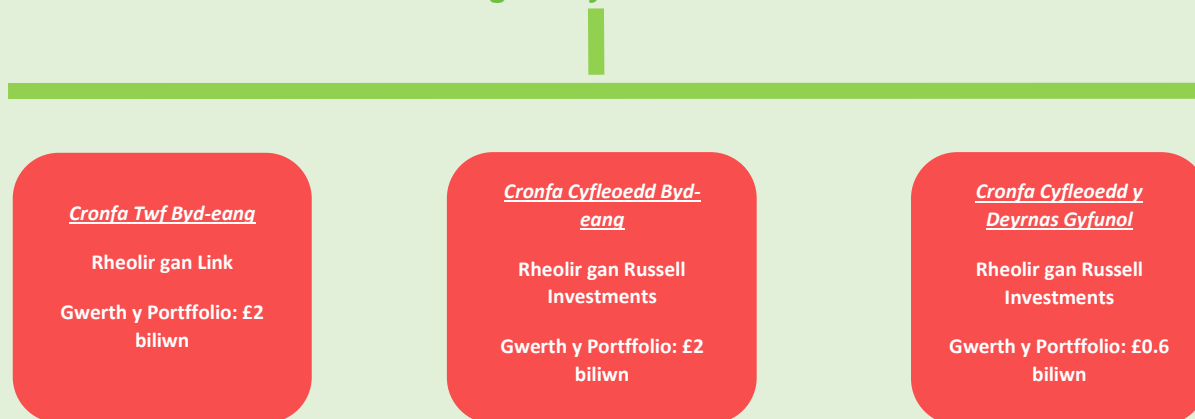 Cronfa Twf Byd-eang
Rheolir gan Link
Gwerth y Portffolio: £2
biliwn
Cronfa Cyfleoedd Byd-
eang
Rheolir gan Russell
Investments
Gwerth y Portffolio: £2
biliwn
Cronfa Cyfleoedd y
Deyrnas Gyfunol
Rheolir gan Russell
Investments
Gwerth y Portffolio: £0.6
biliwn